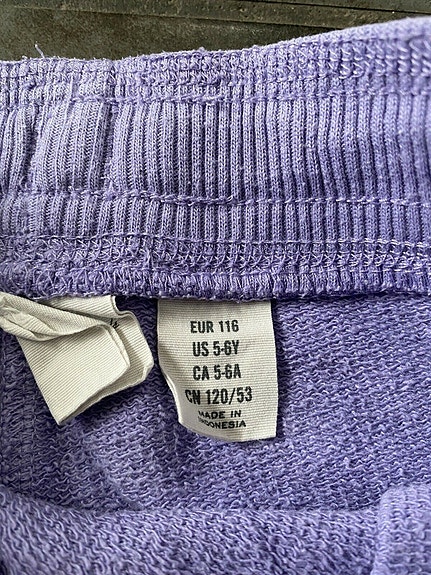 EUR 116
US 5-6Y
CA 5-6A
CN 120/53
MADE IN
INDONESIA